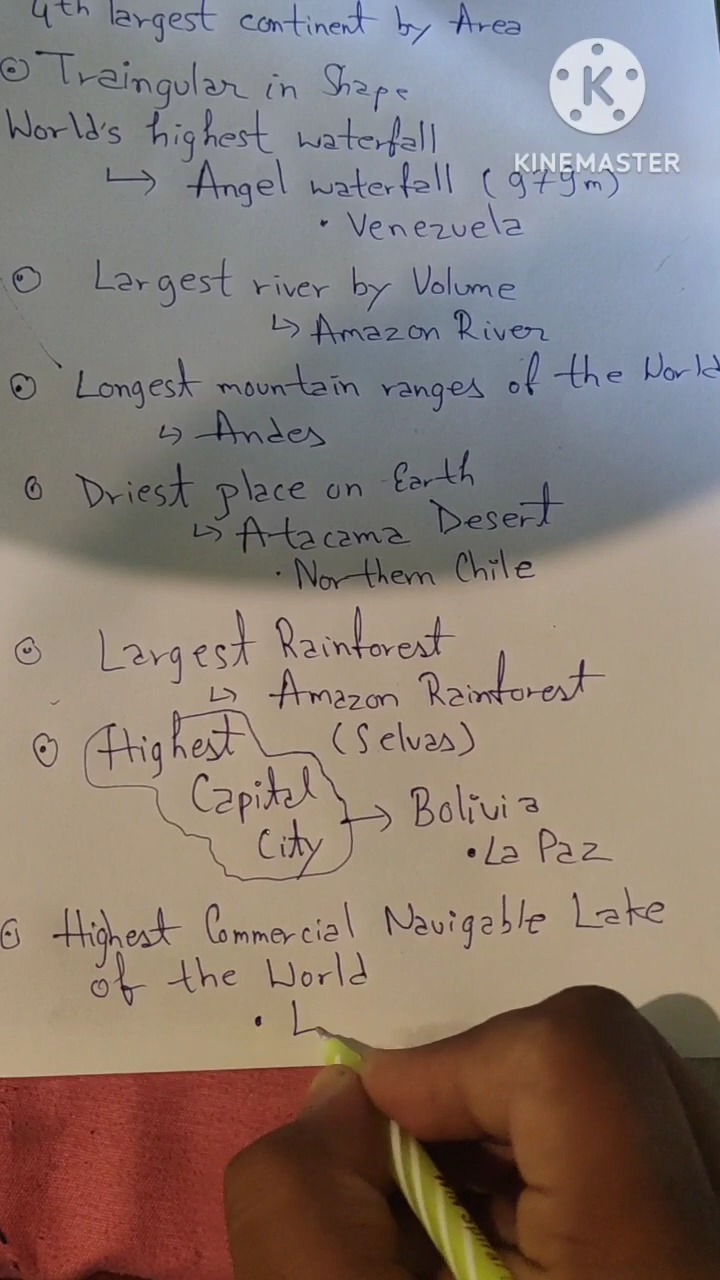 4th largest continent by Area
Traingular in Shape
K
KINEMASTER
World's highest waterfall
↳ Angel waterfall (979m)
• Venezuela
Largest river by Volume
↳ Amazon River
Longest mountain ranges of the World
↳ Andes
Driest place on Earth
↳ Atacama Desert
• Northern Chile
Largest Rainforest
↳ Amazon Rainforest
(Selvas)
Highest
Capital
City → Bolivia
• La Paz
Highest Commercial Navigable Lake
of the World
• L